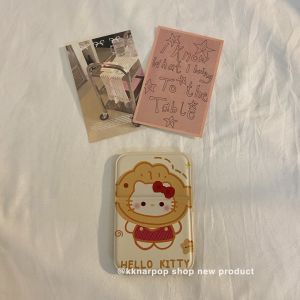 I know
What I bring
To the
Table
HELLO KITTY
@kknarpop shop new product